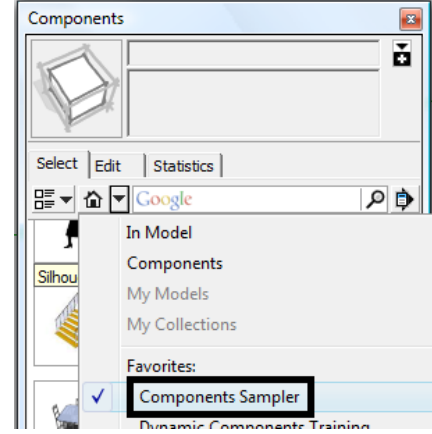 Components
Select Edit Statistics
Google
In Model
Components
Silhou
My Models
My Collections
Favorites:
Components Sampler
Dynamic Components Training